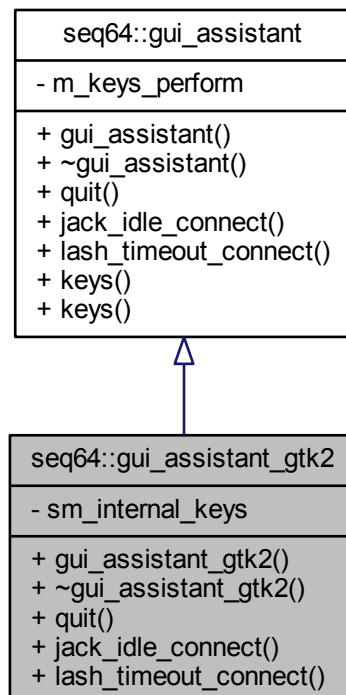 seq64::gui_assistant
- m_keys_perform
+ gui_assistant()
+ ~gui_assistant()
+ quit()
+ jack_idle_connect()
+ lash_timeout_connect()
+ keys()
+ keys()
seq64::gui_assistant_gtk2
- sm_internal_keys
+ gui_assistant_gtk2()
+ ~gui_assistant_gtk2()
+ quit()
+ jack_idle_connect()
+ lash_timeout_connect()